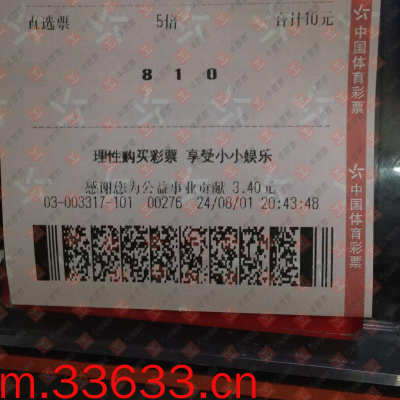 直选票 5倍 合计10元
8 1 0
理性购买彩票 享受小小娱乐
感谢您为公益事业贡献 3.40元
03-003317-101 00276 24/08/01 20:43:48
中国体育彩票
中国体育彩票
m.33633.cn